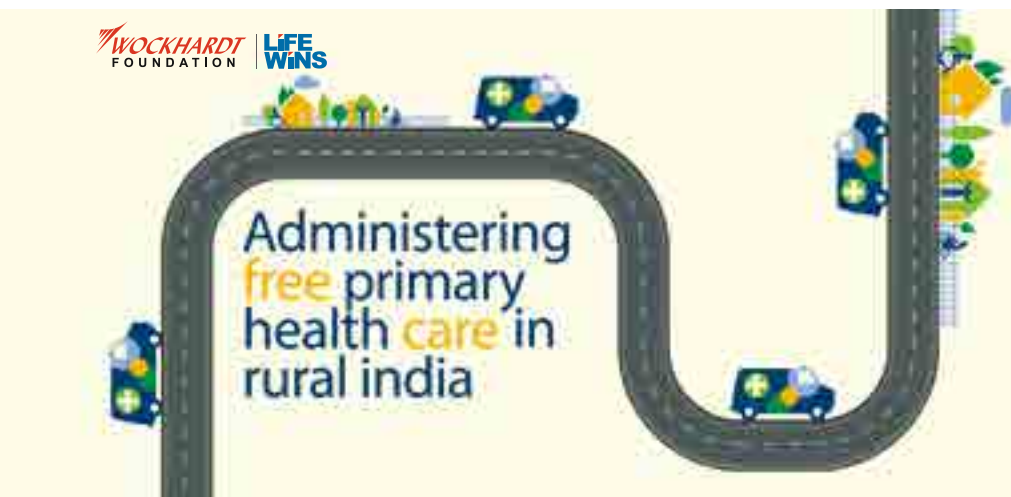 WOCKHARDT
FOUNDATION
LiFE
WiNS
Administering
free primary
health care in
rural india